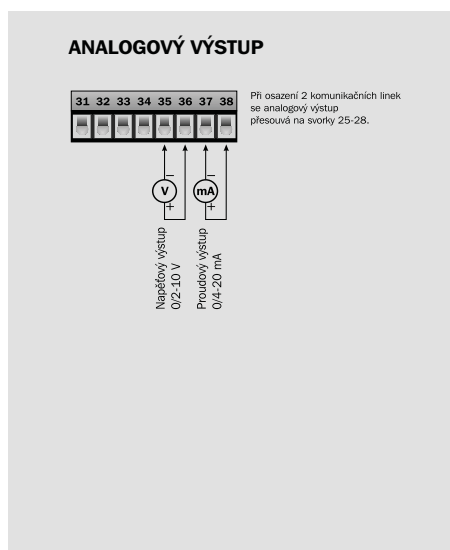 ANALOGOVÝ VÝSTUP
31 32 33 34 35 36 37 38
Při osazení 2 komunikačních linek
se analogový výstup
přesouvá na svorky 25-28.
– –
V mA
+ +
Napěťový výstup
0/2-10 V
Proudový výstup
0/4-20 mA